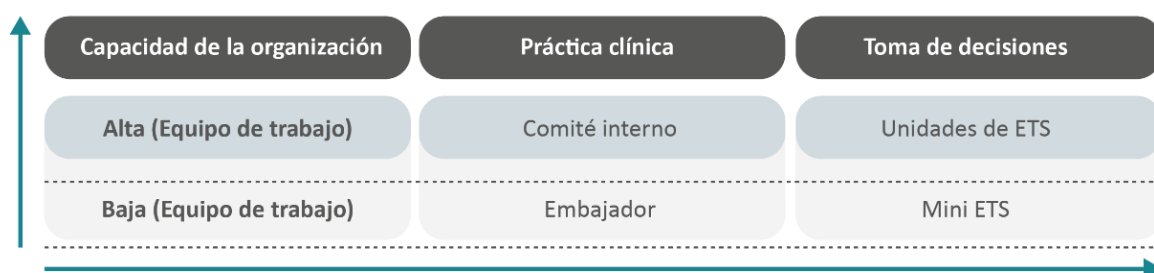 Capacidad de la organización Práctica clínica Toma de decisiones
Alta (Equipo de trabajo) Comité interno Unidades de ETS
Baja (Equipo de trabajo) Embajador Mini ETS